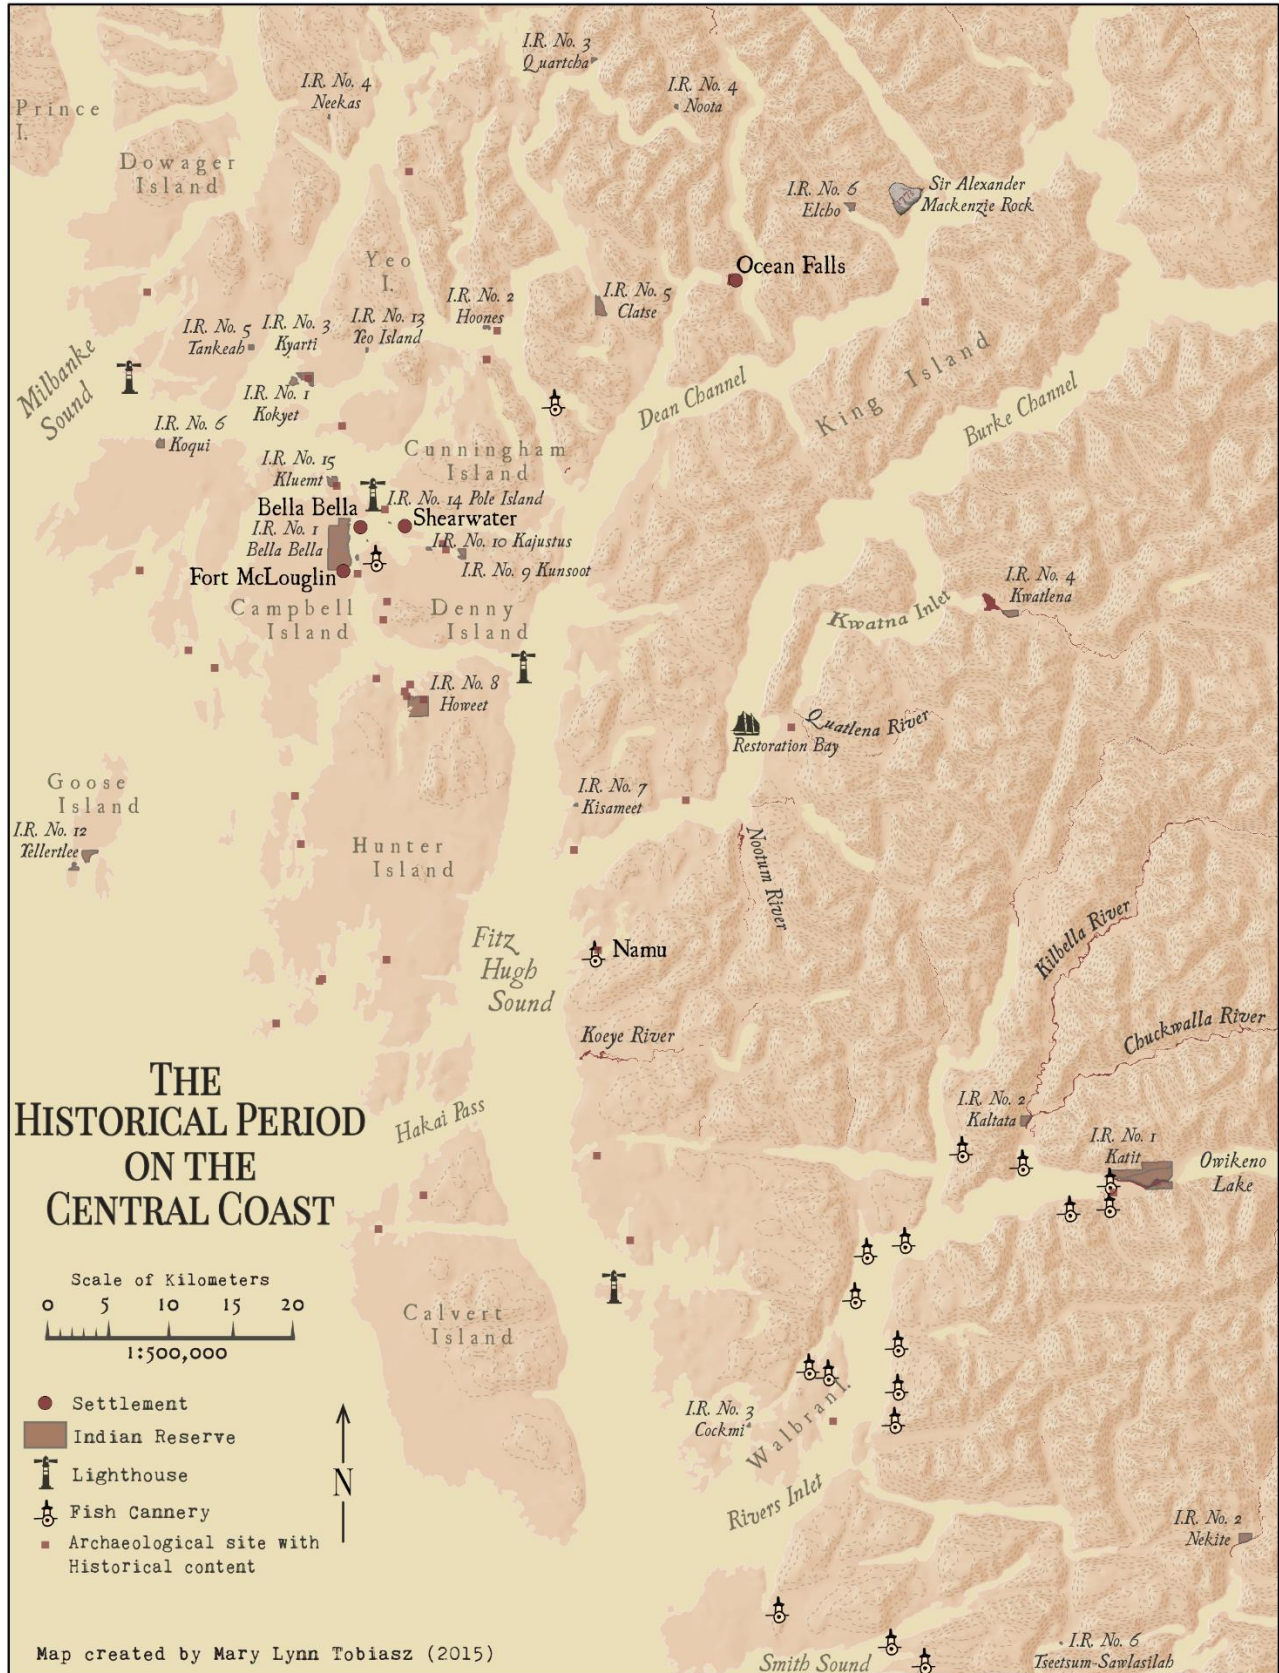 I.R. No. 3
Quartcha
I.R. No. 4
Neekas
I.R. No. 4
Noota
Prince
I.
Dowager
Island
I.R. No. 6
Elcho
Sir Alexander
Mackenzie Rock
Yeo
I.
Ocean Falls
I.R. No. 2
Hoones
I.R. No. 5
Clatse
I.R. No. 5
Tankeah
I.R. No. 3
Kyarti
I.R. No. 13
Yeo Island
Milbanke
Sound
I.R. No. 1
Kokyet
Dean Channel
King Island
Burke Channel
I.R. No. 6
Koqui
Cunningham
Island
I.R. No. 15
Kluemt
I.R. No. 14 Pole Island
Bella Bella
Shearwater
I.R. No. 1
Bella Bella
I.R. No. 10 Kajustus
I.R. No. 9 Kunsoot
Fort McLouglin
Campbell
Island
Denny
Island
I.R. No. 4
Kwatlena
Kwatna Inlet
I.R. No. 8
Howeet
Quatlena River
Restoration Bay
Goose
Island
I.R. No. 7
Kisameet
I.R. No. 12
Yellertlee
Hunter
Island
Nootum River
Kilbella River
Fitz
Hugh
Sound
Namu
Koeye River
Chuckwalla River
THE
HISTORICAL PERIOD
ON THE
CENTRAL COAST
Hakai Pass
I.R. No. 2
Kaltata
I.R. No. 1
Katit
Owikeno
Lake
Scale of Kilometers
0 5 10 15 20
1:500,000
Calvert
Island
Settlement
Indian Reserve
Lighthouse
Fish Cannery
Archaeological site with
Historical content
N
I.R. No. 3
Cockmi
Walbran I.
Rivers Inlet
I.R. No. 2
Nekite
Map created by Mary Lynn Tobiasz (2015)
Smith Sound
I.R. No. 6
Tseetsum-Sawlasilah